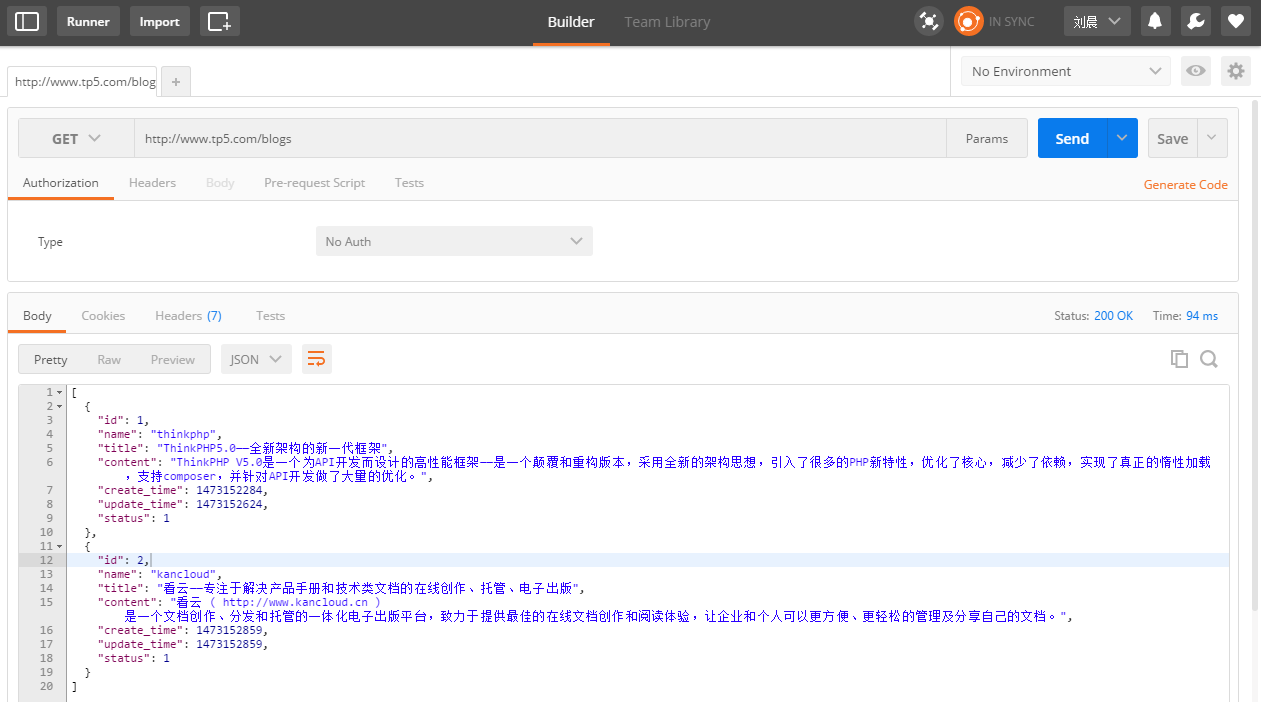 Runner Import Builder Team Library IN SYNC 刘晨
http://www.tp5.com/blog + No Environment
GET http://www.tp5.com/blogs Params Send Save
Authorization Headers Body Pre-request Script Tests Generate Code
Type No Auth
Body Cookies Headers (7) Tests Status: 200 OK Time: 94 ms
Pretty Raw Preview JSON
1 [
2 {
3 "id": 1,
4 "name": "thinkphp",
5 "title": "ThinkPHP5.0——全新架构的新一代框架",
6 "content": "ThinkPHP V5.0是一个为API开发而设计的高性能框架——是一个颠覆和重构版本，采用全新的架构思想，引入了很多的PHP新特性，优化了核心，减少了依赖，实现了真正的惰性加载
，支持composer，并针对API开发做了大量的优化。",
7 "create_time": 1473152284,
8 "update_time": 1473152624,
9 "status": 1
10 },
11 {
12 "id": 2,
13 "name": "kancloud",
14 "title": "看云——专注于解决产品手册和技术类文档的在线创作、托管、电子出版",
15 "content": "看云 ( http://www.kancloud.cn )
是一个文档创作、分发和托管的一体化电子出版平台，致力于提供最佳的在线文档创作和阅读体验，让企业和个人可以更方便、更轻松的管理及分享自己的文档。",
16 "create_time": 1473152859,
17 "update_time": 1473152859,
18 "status": 1
19 }
20 ]